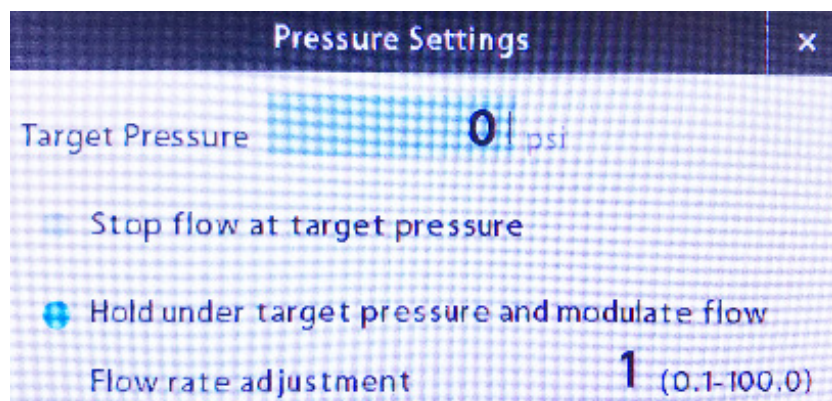 Pressure Settings ×
Target Pressure 0 psi
Stop flow at target pressure
Hold under target pressure and modulate flow
Flow rate adjustment 1 (0.1-100.0)